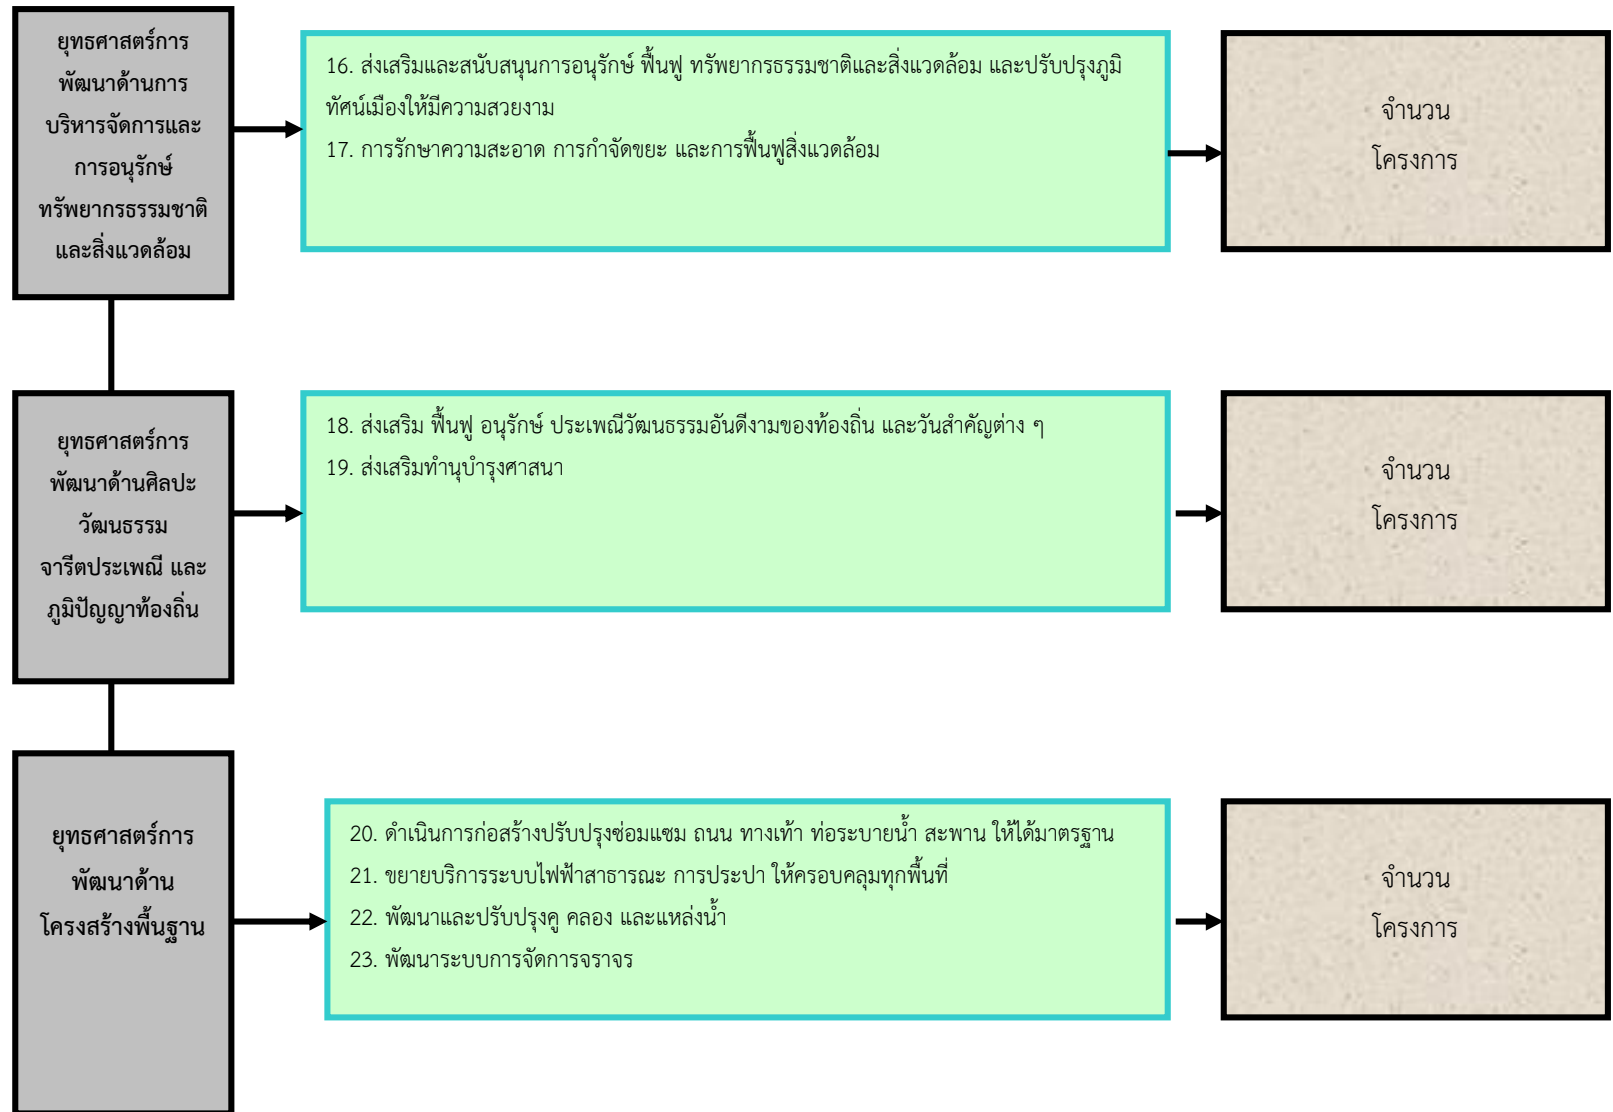 ยุทธศาสตร์การ
พัฒนาด้านการ
บริหารจัดการและ
การอนุรักษ์
ทรัพยากรธรรมชาติ
และสิ่งแวดล้อม
16. ส่งเสริมและสนับสนุนการอนุรักษ์ ฟื้นฟู ทรัพยากรธรรมชาติและสิ่งแวดล้อม และปรับปรุงภูมิ
ทัศน์เมืองให้มีความสวยงาม
17. การรักษาความสะอาด การกำจัดขยะ และการฟื้นฟูสิ่งแวดล้อม
จำนวน
โครงการ
ยุทธศาสตร์การ
พัฒนาด้านศิลปะ
วัฒนธรรม
จารีตประเพณี และ
ภูมิปัญญาท้องถิ่น
18. ส่งเสริม ฟื้นฟู อนุรักษ์ ประเพณีวัฒนธรรมอันดีงามของท้องถิ่น และวันสำคัญต่าง ๆ
19. ส่งเสริมทำนุบำรุงศาสนา
จำนวน
โครงการ
ยุทธศาสตร์การ
พัฒนาด้าน
โครงสร้างพื้นฐาน
20. ดำเนินการก่อสร้างปรับปรุงซ่อมแซม ถนน ทางเท้า ท่อระบายน้ำ สะพาน ให้ได้มาตรฐาน
21. ขยายบริการระบบไฟฟ้าสาธารณะ การประปา ให้ครอบคลุมทุกพื้นที่
22. พัฒนาและปรับปรุงคู คลอง และแหล่งน้ำ
23. พัฒนาระบบการจัดการจราจร
จำนวน
โครงการ